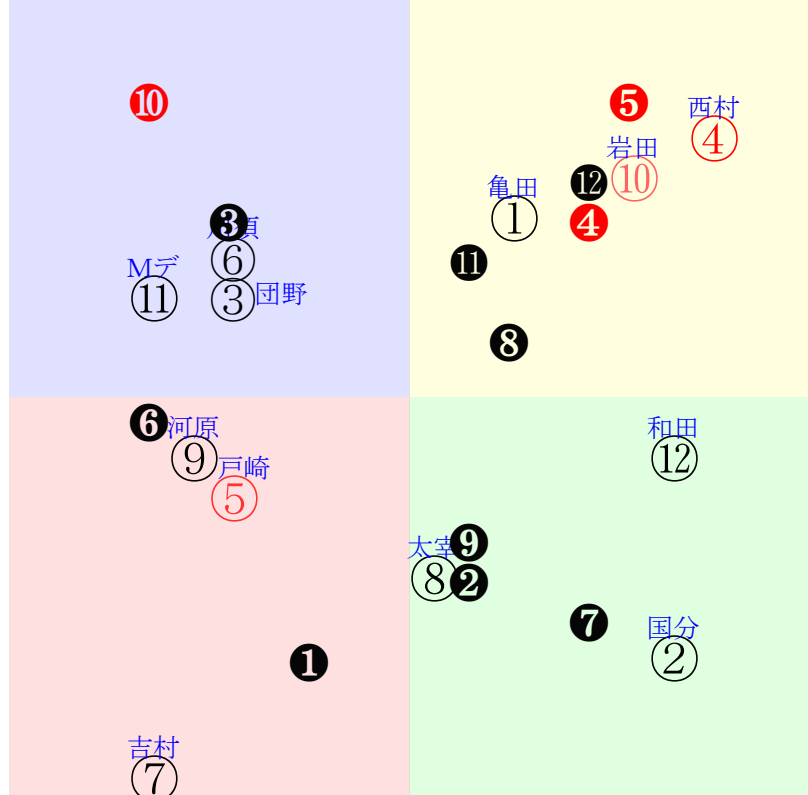 ❿
❺
西村
④
岩田
⑩
⓬
亀田
①
❹
❸
⑥
⓫
Mデ
⑪
③
団野
❽
❻
河原
⑨
戸崎
⑤
和田
⑫
太宰
❾
⑧
❷
❼
国分
②
❶
吉村
⑦